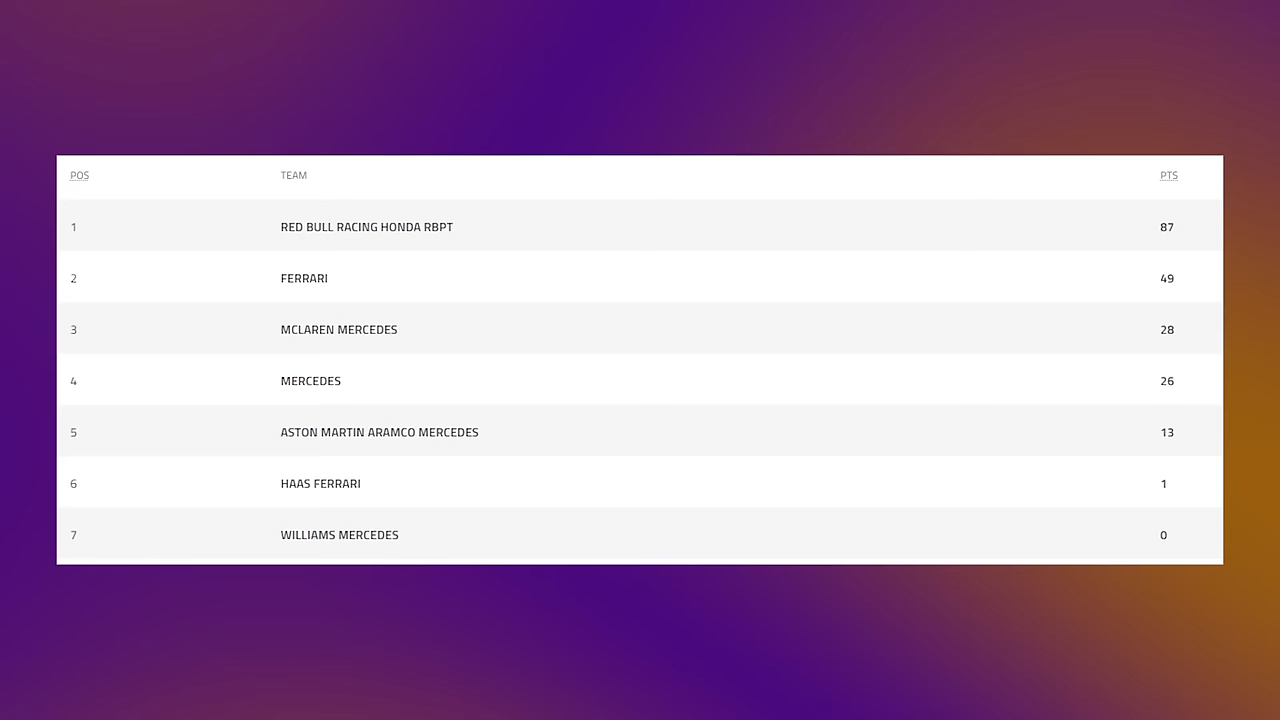 POS TEAM PTS
1 RED BULL RACING HONDA RBPT 87
2 FERRARI 49
3 MCLAREN MERCEDES 28
4 MERCEDES 26
5 ASTON MARTIN ARAMCO MERCEDES 13
6 HAAS FERRARI 1
7 WILLIAMS MERCEDES 0